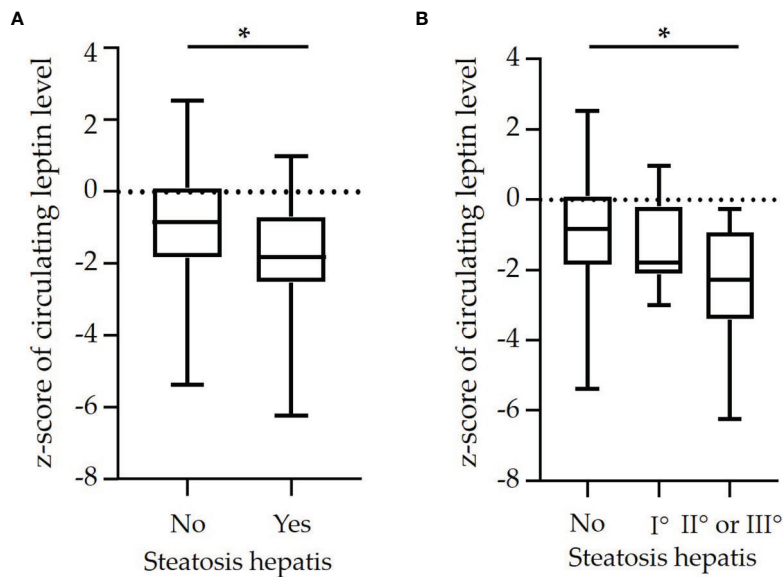 A
*
z-score of circulating leptin level
4
2
0
-2
-4
-6
-8
No Yes
Steatosis hepatis
B
*
z-score of circulating leptin level
4
2
0
-2
-4
-6
-8
No I° II° or III°
Steatosis hepatis